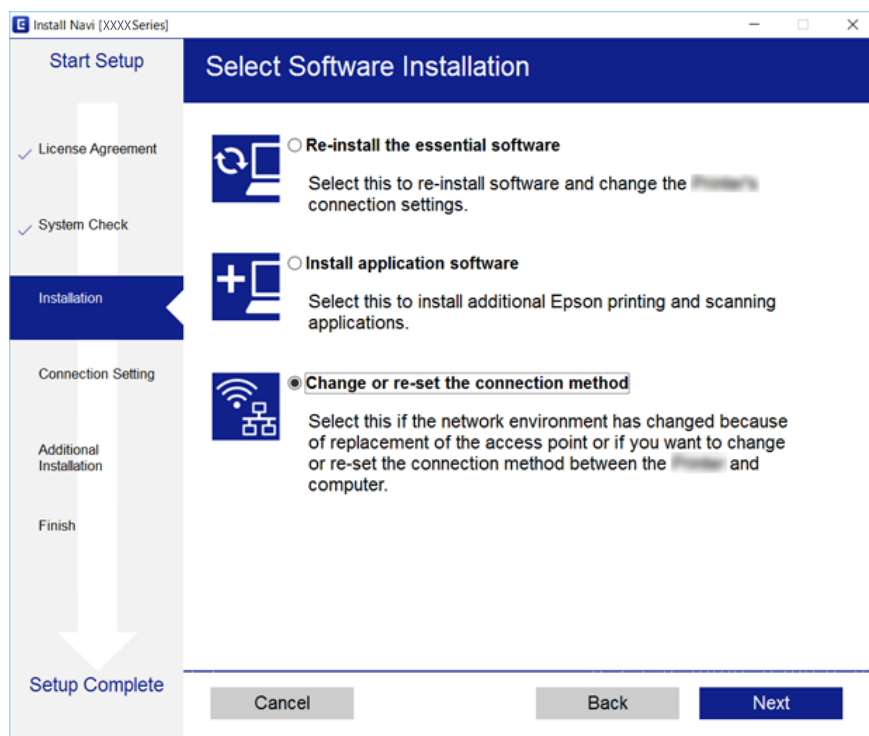 E Install Navi [XXXX Series]
Start Setup
License Agreement
System Check
Installation
Connection Setting
Additional
Installation
Finish
Setup Complete
Select Software Installation
Re-install the essential software
Select this to re-install software and change the
connection settings.
Install application software
Select this to install additional Epson printing and scanning
applications.
Change or re-set the connection method
Select this if the network environment has changed because
of replacement of the access point or if you want to change
or re-set the connection method between the and
computer.
Cancel
Back
Next